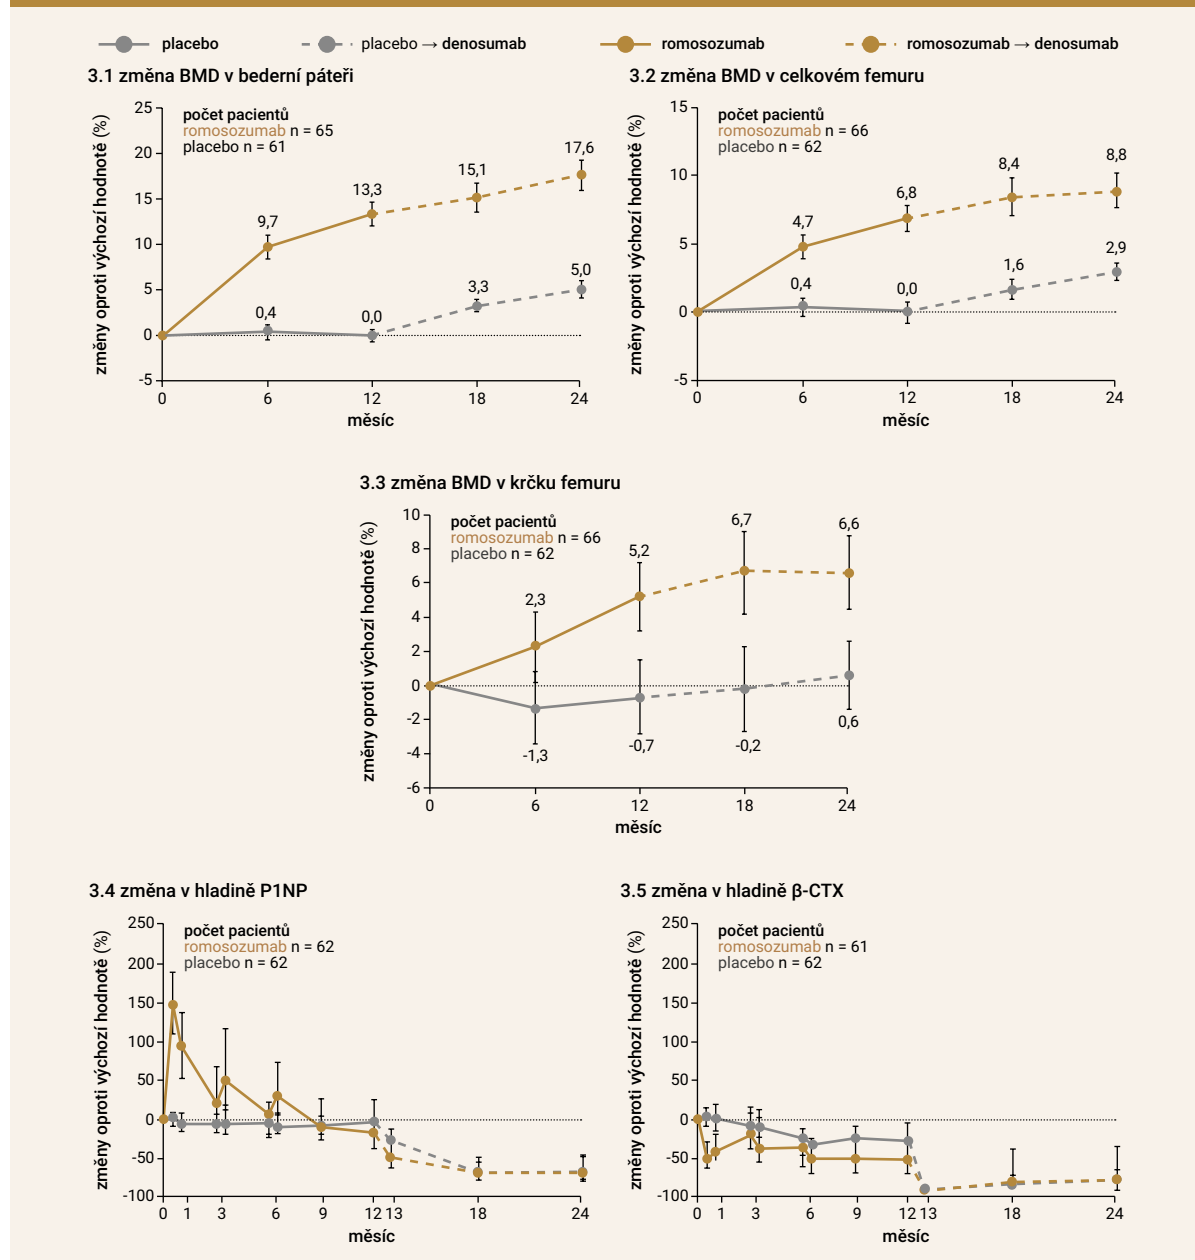 placebo
placebo → denosumab
romosozumab
romosozumab → denosumab
3.1 změna BMD v bederní páteři
změny oproti výchozí hodnotě (%)
počet pacientů
romosozumab n = 65
placebo n = 61
25
20
15
10
5
0
-5
9,7
13,3
15,1
17,6
0,4
0,0
3,3
5,0
0 6 12 18 24
měsíc
3.2 změna BMD v celkovém femuru
změny oproti výchozí hodnotě (%)
počet pacientů
romosozumab n = 66
placebo n = 62
15
10
5
0
-5
4,7
6,8
8,4
8,8
0,4
0,0
1,6
2,9
0 6 12 18 24
měsíc
3.3 změna BMD v krčku femuru
změny oproti výchozí hodnotě (%)
počet pacientů
romosozumab n = 66
placebo n = 62
10
8
6
4
2
0
-2
-4
-6
2,3
5,2
6,7
6,6
-1,3
-0,7
-0,2
0,6
0 6 12 18 24
měsíc
3.4 změna v hladině P1NP
změny oproti výchozí hodnotě (%)
počet pacientů
romosozumab n = 62
placebo n = 62
250
200
150
100
50
0
-50
-100
0 1 3 6 9 12 13 18 24
měsíc
3.5 změna v hladině β-CTX
změny oproti výchozí hodnotě (%)
počet pacientů
romosozumab n = 61
placebo n = 62
250
200
150
100
50
0
-50
-100
0 1 3 6 9 12 13 18 24
měsíc